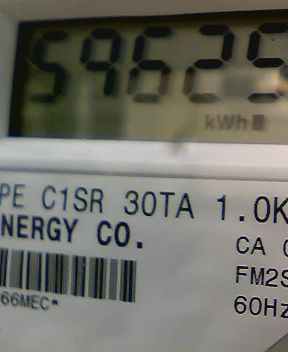 59625
kWh
PE C1SR 30TA 1.0K
NERGY CO.
CA
FM2S
66MEC*
60Hz